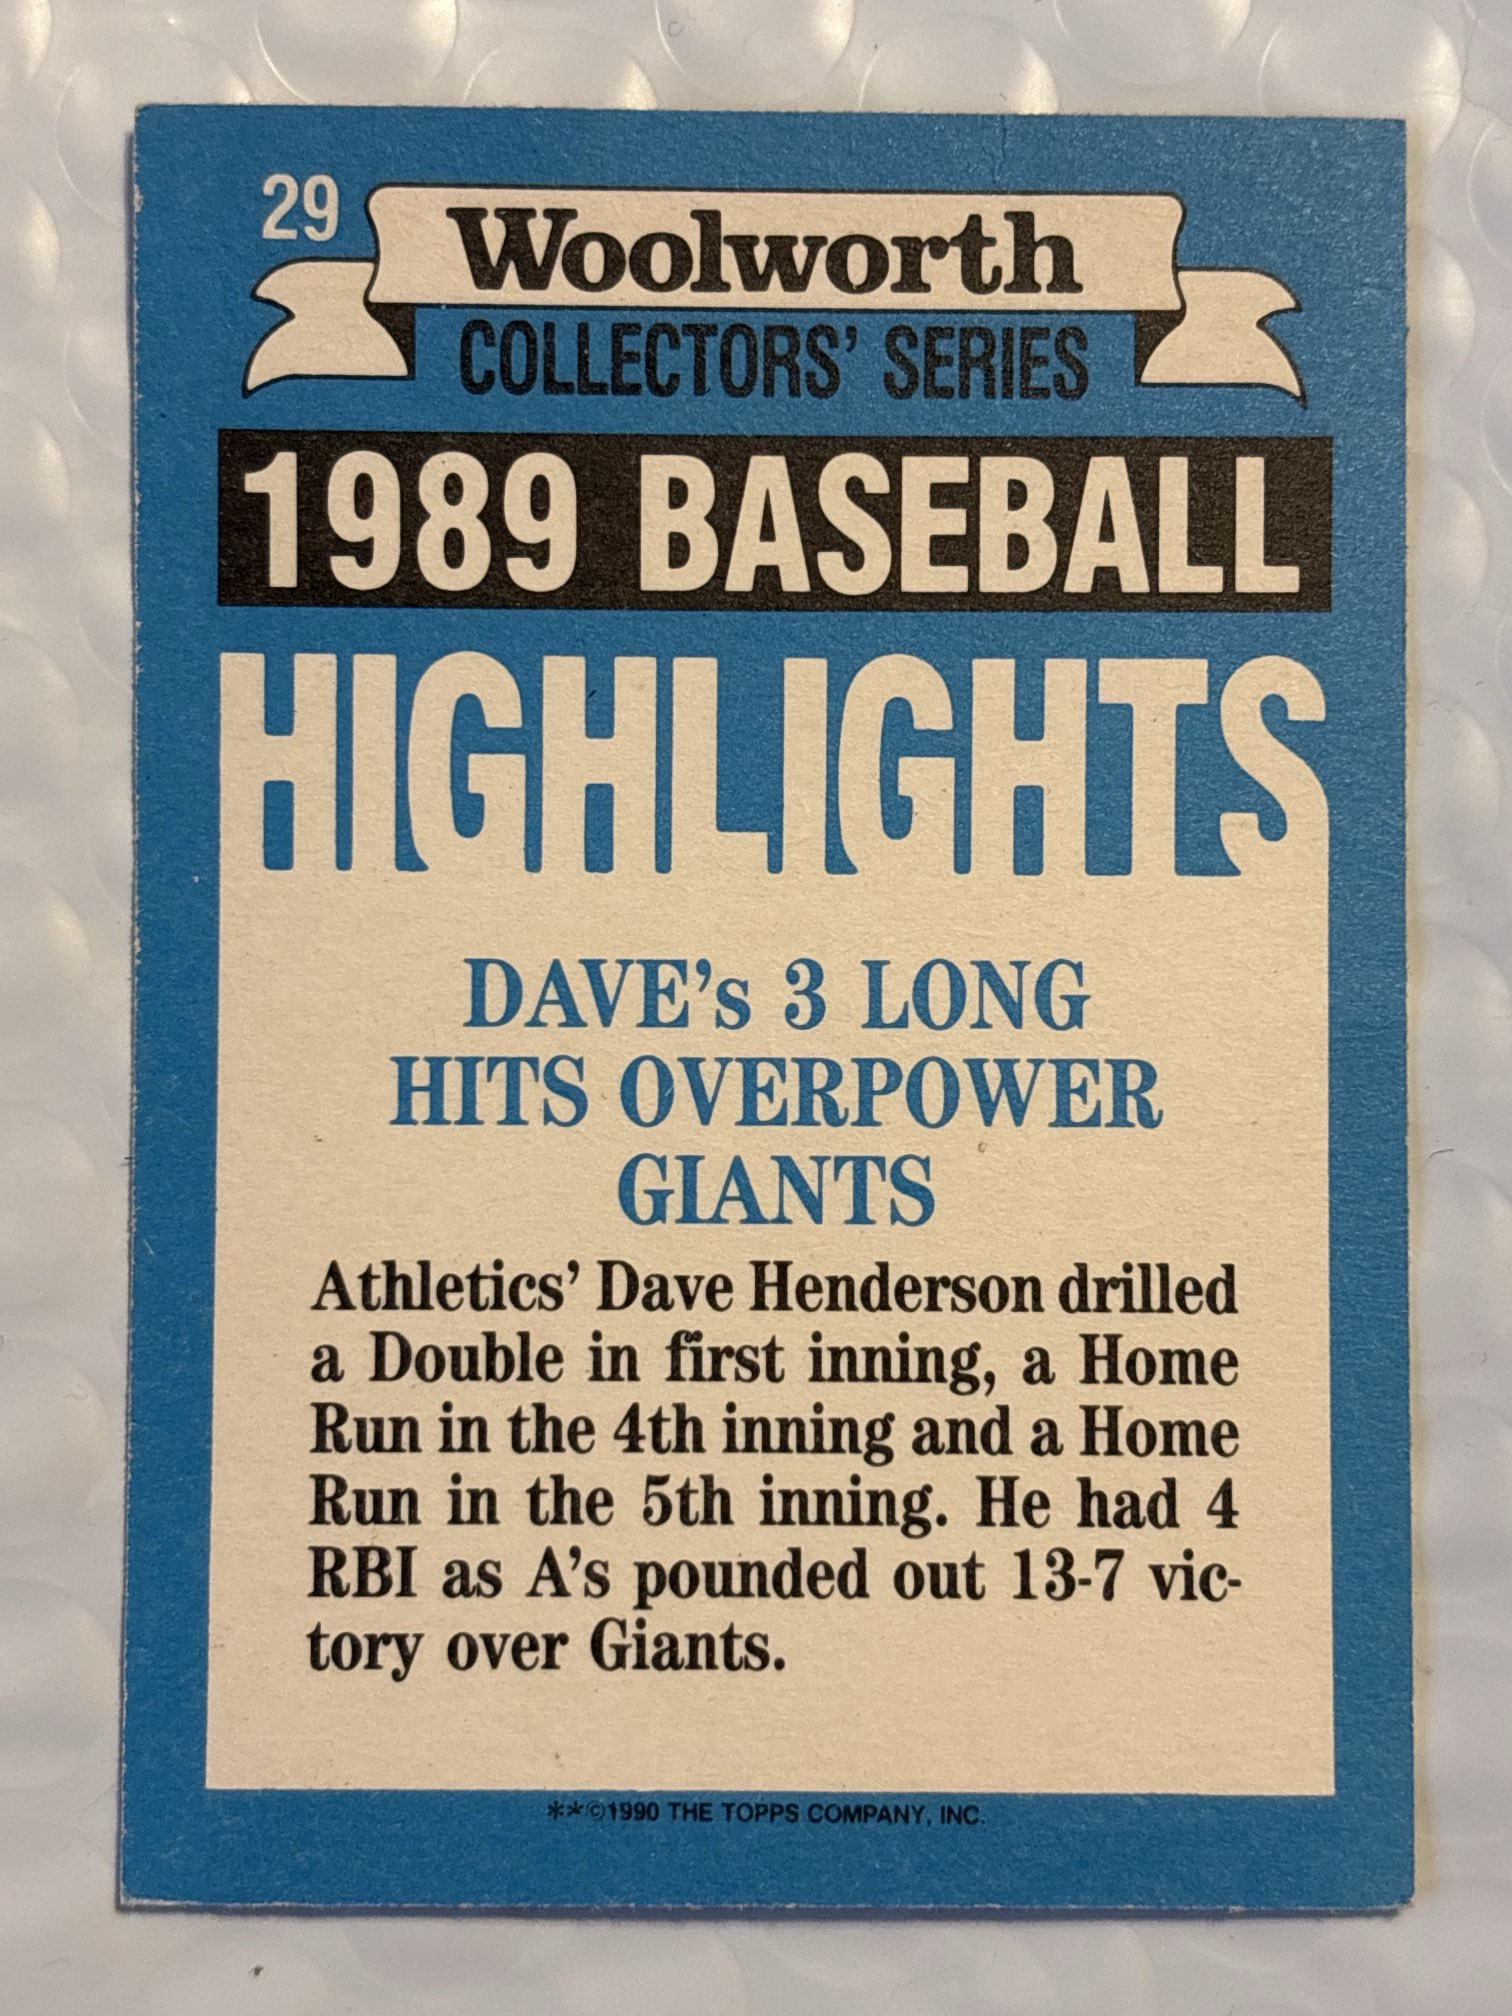 29
Woolworth
COLLECTORS' SERIES
1989 BASEBALL
HIGHLIGHTS
DAVE's 3 LONG
HITS OVERPOWER
GIANTS
Athletics' Dave Henderson drilled
a Double in first inning, a Home
Run in the 4th inning and a Home
Run in the 5th inning. He had 4
RBI as A's pounded out 13-7 vic-
tory over Giants.
**©1990 THE TOPPS COMPANY, INC.